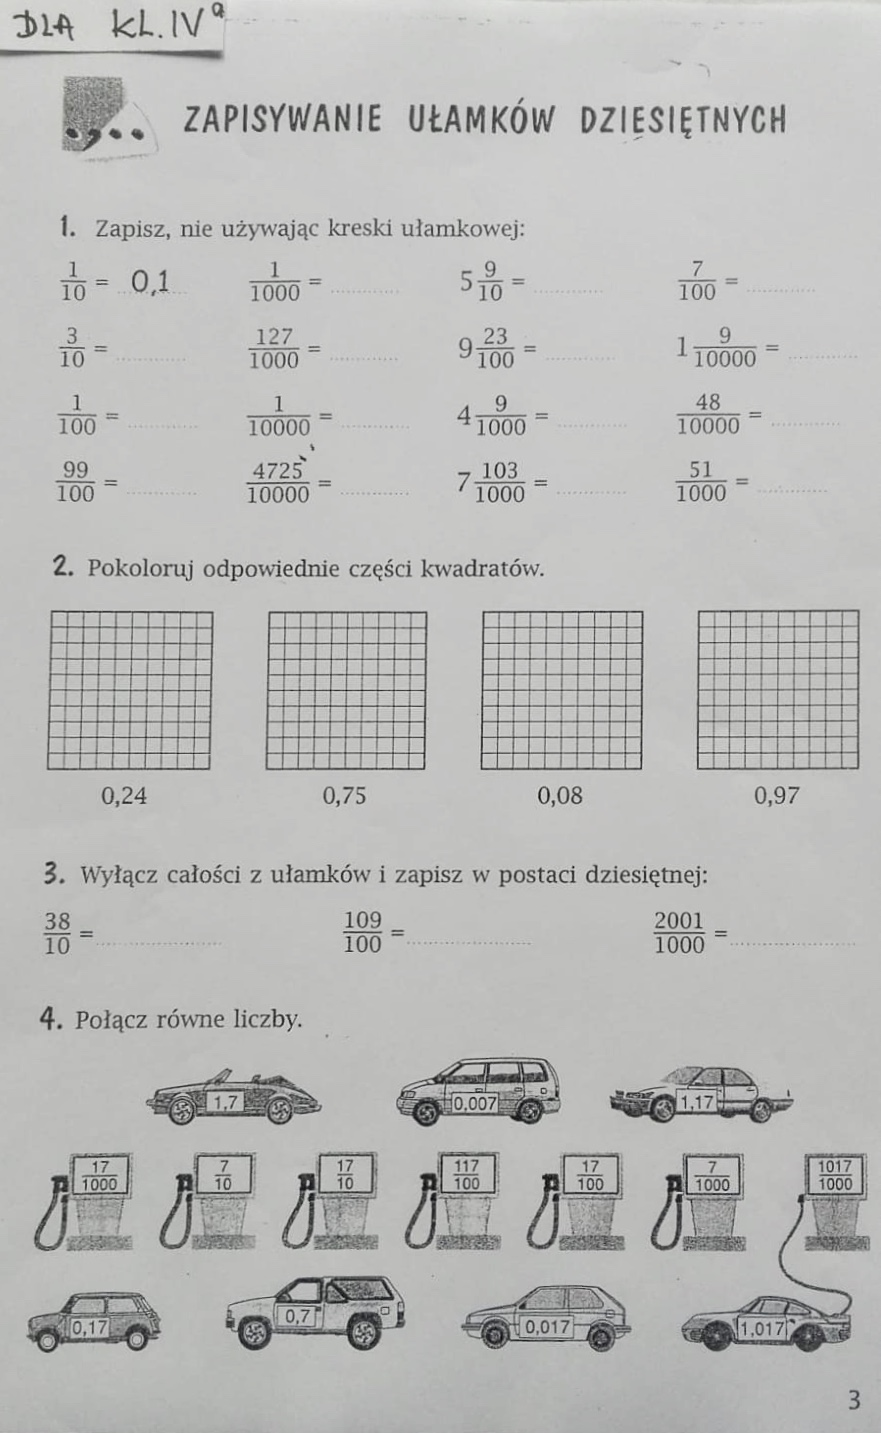 DLA KL. IVa
ZAPISYWANIE UŁAMKÓW DZIESIĘTNYCH
1. Zapisz, nie używając kreski ułamkowej:
1/10 = 0,1 1/1000 = .......... 5 9/10 = .......... 7/100 = ..........
3/10 = .......... 127/1000 = .......... 9 23/100 = .......... 1 9/10000 = ..........
1/100 = .......... 1/10000 = .......... 4 9/1000 = .......... 48/10000 = ..........
99/100 = .......... 4725/10000 = .......... 7 103/1000 = .......... 51/1000 = ..........
2. Pokoloruj odpowiednie części kwadratów.
0,24 0,75 0,08 0,97
3. Wyłącz całości z ułamków i zapisz w postaci dziesiętnej:
38/10 = .................. 109/100 = .................. 2001/1000 = ..................
4. Połącz równe liczby.
1,7 0,007 1,17
17/1000 7/10 17/10 117/100 17/100 7/1000 1017/1000
0,17 0,7 0,017 1,017
3